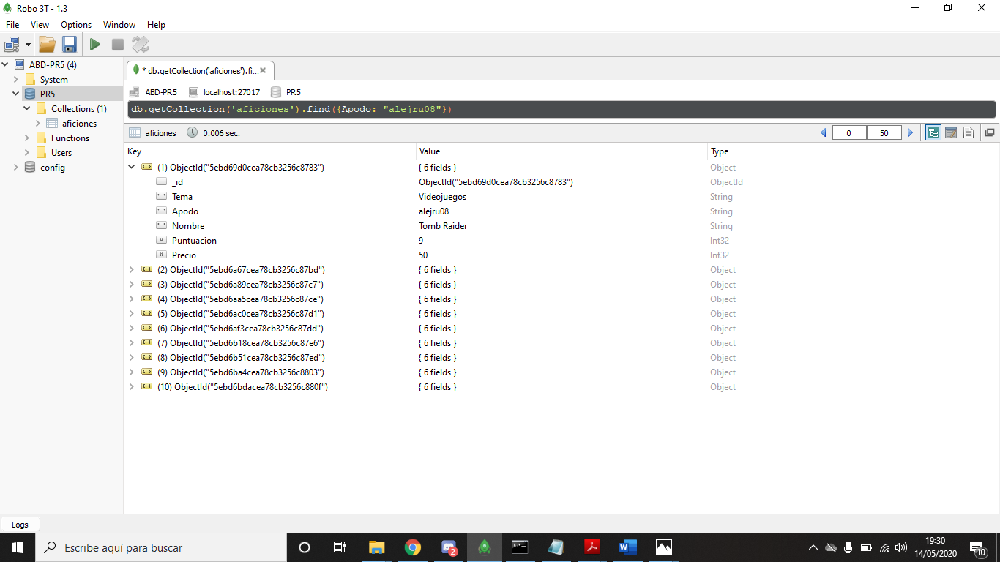 Robo 3T - 1.3
File View Options Window Help
ABD-PR5 (4)
System
PR5
Collections (1)
aficiones
Functions
Users
config
* db.getCollection('aficiones').fi...
ABD-PR5 localhost:27017 PR5
db.getCollection('aficiones').find({Apodo: "alejru08"})
aficiones 0.006 sec. 0 50
Key Value Type
(1) ObjectId("5ebd69d0cea78cb3256c8783") { 6 fields } Object
_id ObjectId("5ebd69d0cea78cb3256c8783") ObjectId
Tema Videojuegos String
Apodo alejru08 String
Nombre Tomb Raider String
Puntuacion 9 Int32
Precio 50 Int32
(2) ObjectId("5ebd6a67cea78cb3256c87bd") { 6 fields } Object
(3) ObjectId("5ebd6a89cea78cb3256c87c7") { 6 fields } Object
(4) ObjectId("5ebd6aa5cea78cb3256c87ce") { 6 fields } Object
(5) ObjectId("5ebd6ac0cea78cb3256c87d1") { 6 fields } Object
(6) ObjectId("5ebd6af3cea78cb3256c87dd") { 6 fields } Object
(7) ObjectId("5ebd6b18cea78cb3256c87e6") { 6 fields } Object
(8) ObjectId("5ebd6b51cea78cb3256c87ed") { 6 fields } Object
(9) ObjectId("5ebd6ba4cea78cb3256c8803") { 6 fields } Object
(10) ObjectId("5ebd6bdacea78cb3256c880f") { 6 fields } Object
Logs
Escribe aquí para buscar
2
19:30
14/05/2020
10